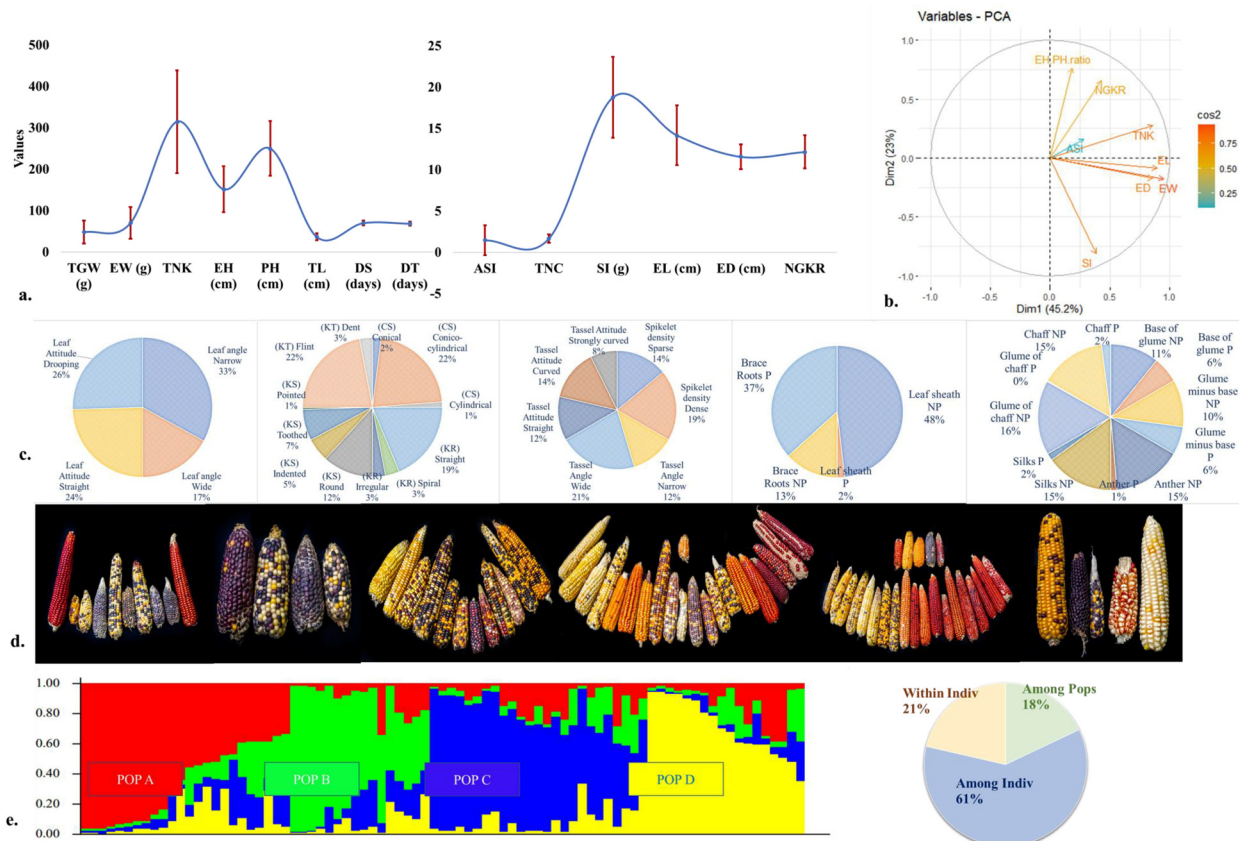 500
400
300
200
100
0
Values
TGW
(g)
EW (g)
TNK
EH
(cm)
PH
(cm)
TL
(cm)
DS
(days)
DT
(days)
a.
25
20
15
10
5
0
-5
ASI
TNC
SI (g)
EL (cm)
ED (cm)
NGKR
Variables - PCA
1.0
0.5
0.0
-0.5
-1.0
Dim2 (23%)
EH.PH.ratio
NGKR
TNK
ASI
EL
ED
EW
SI
-1.0
-0.5
0.0
0.5
1.0
Dim1 (45.2%)
cos2
0.75
0.50
0.25
b.
c.
Leaf
Attitude
Drooping
26%
Leaf angle
Narrow
33%
Leaf
Attitude
Straight
24%
Leaf angle
Wide
17%
(KT) Dent
3%
(CS)
Conical
2%
(CS)
Conico-
cylindrical
22%
(KT) Flint
22%
(CS)
Cylindrical
1%
(KS)
Pointed
1%
(KS)
Toothed
7%
(KR)
Straight
19%
(KS)
Indented
5%
(KS)
Round
12%
(KR)
Irregular
3%
(KR) Spiral
3%
Tassel Attitude
Strongly curved
8%
Spikelet
density
Sparse
14%
Tassel
Attitude
Curved
14%
Spikelet
density
Dense
19%
Tassel
Attitude
Straight
12%
Tassel
Angle
Wide
21%
Tassel
Angle
Narrow
12%
Brace
Roots P
37%
Leaf sheath
NP
48%
Brace
Roots NP
13%
Leaf sheath
P
2%
Chaff NP
15%
Chaff P
2%
Base of
glume NP
11%
Base of
glume P
6%
Glume of
chaff P
0%
Glume
minus base
NP
10%
Glume of
chaff NP
16%
Glume
minus base
P
6%
Silks P
2%
Silks NP
15%
Anther P
1%
Anther NP
15%
d.
1.00
0.80
0.60
0.40
0.20
0.00
POP A
POP B
POP C
POP D
e.
Within Indiv
21%
Among Pops
18%
Among Indiv
61%